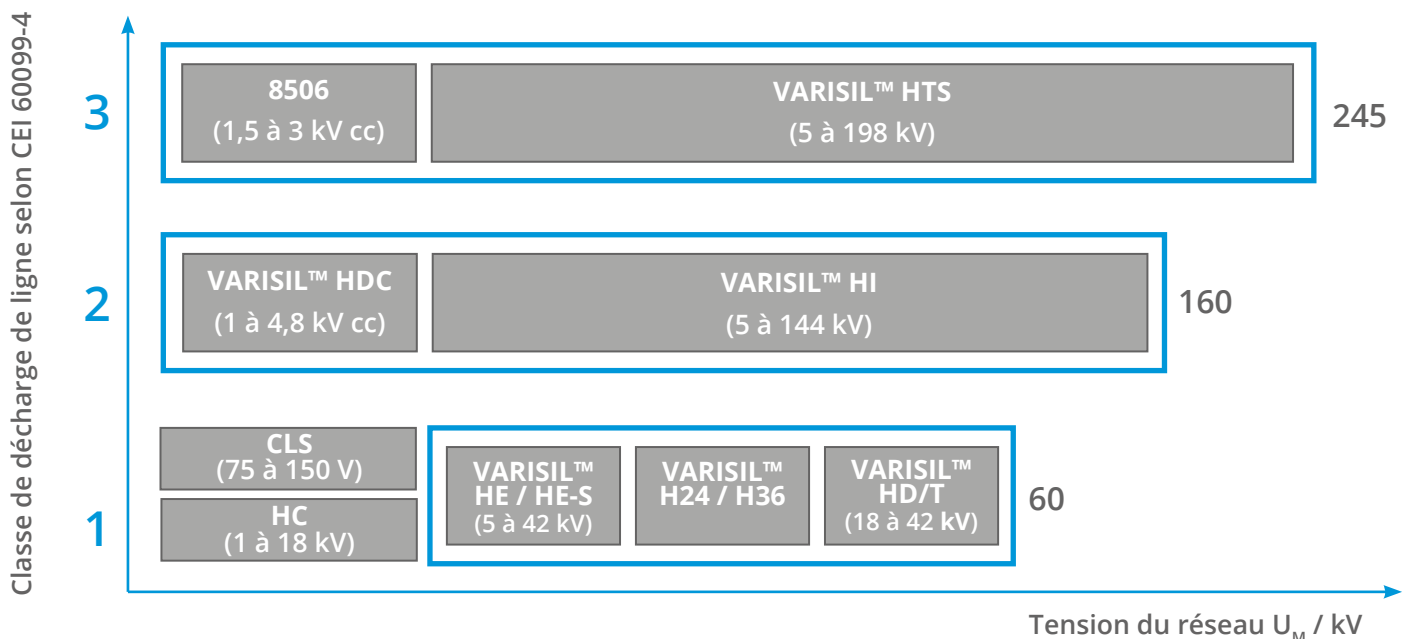 Classe de décharge de ligne selon CEI 60099-4
3
8506
(1,5 à 3 kV cc)
VARISIL™ HTS
(5 à 198 kV)
245
2
VARISIL™ HDC
(1 à 4,8 kV cc)
VARISIL™ HI
(5 à 144 kV)
160
1
CLS
(75 à 150 V)
HC
(1 à 18 kV)
VARISIL™
HE / HE-S
(5 à 42 kV)
VARISIL™
H24 / H36
VARISIL™
HD/T
(18 à 42 kV)
60
Tension du réseau U_M / kV